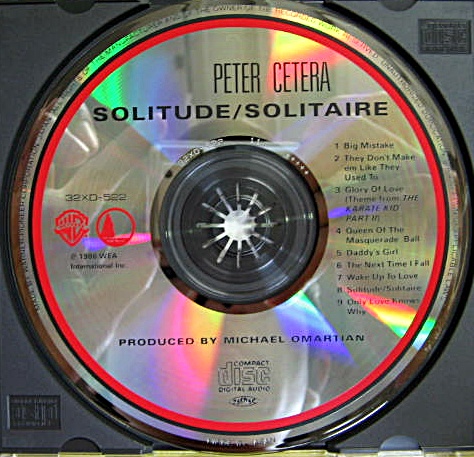 PETER CETERA
SOLITUDE/SOLITAIRE
32XD-522
1 Big Mistake
2 They Don't Make
em Like They
Used To
3 Glory Of Love
(Theme from THE
KARATE KID
PART II)
4 Queen Of The
Masquerade Ball
5 Daddy's Girl
6 The Next Time I Fall
7 Wake Up To Love
8 Solitude/Solitaire
9 Only Love Knows
Why
℗ 1986 WEA
International Inc.
PRODUCED BY MICHAEL OMARTIAN
COMPACT
disc
DIGITAL AUDIO